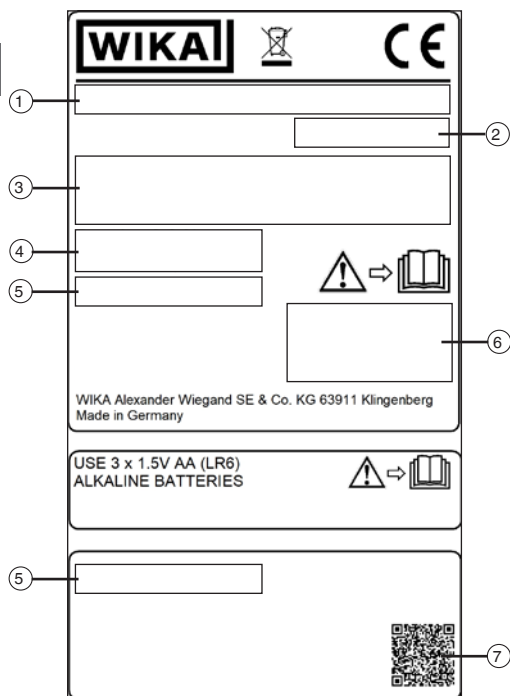 WIKA
CE
1
2
3
4
5
6
WIKA Alexander Wiegand SE & Co. KG 63911 Klingenberg
Made in Germany
USE 3 x 1.5V AA (LR6)
ALKALINE BATTERIES
5
7